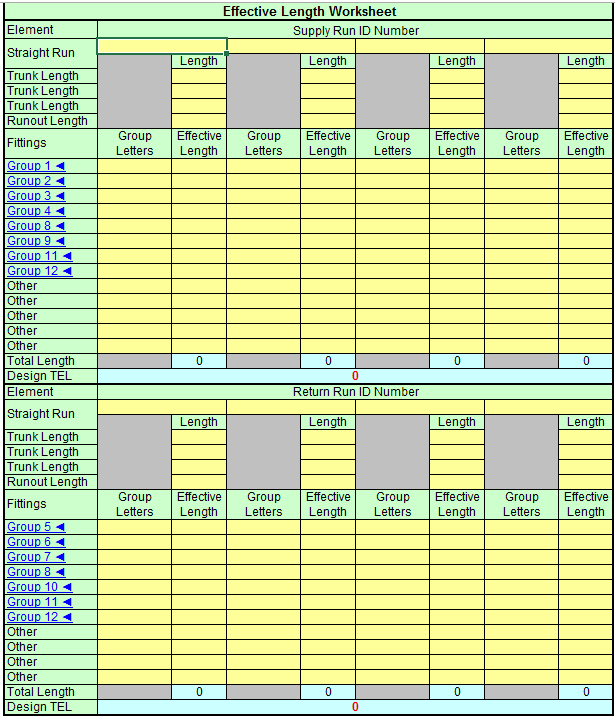 Effective Length Worksheet
Element Supply Run ID Number
Straight Run
Length Length Length Length
Trunk Length
Trunk Length
Trunk Length
Runout Length
Fittings Group Letters Effective Length Group Letters Effective Length Group Letters Effective Length Group Letters Effective Length
Group 1 ◄
Group 2 ◄
Group 3 ◄
Group 4 ◄
Group 8 ◄
Group 9 ◄
Group 11 ◄
Group 12 ◄
Other
Other
Other
Other
Other
Total Length 0 0 0 0
Design TEL 0
Element Return Run ID Number
Straight Run
Length Length Length Length
Trunk Length
Trunk Length
Trunk Length
Runout Length
Fittings Group Letters Effective Length Group Letters Effective Length Group Letters Effective Length Group Letters Effective Length
Group 5 ◄
Group 6 ◄
Group 7 ◄
Group 8 ◄
Group 10 ◄
Group 11 ◄
Group 12 ◄
Other
Other
Other
Other
Total Length 0 0 0 0
Design TEL 0